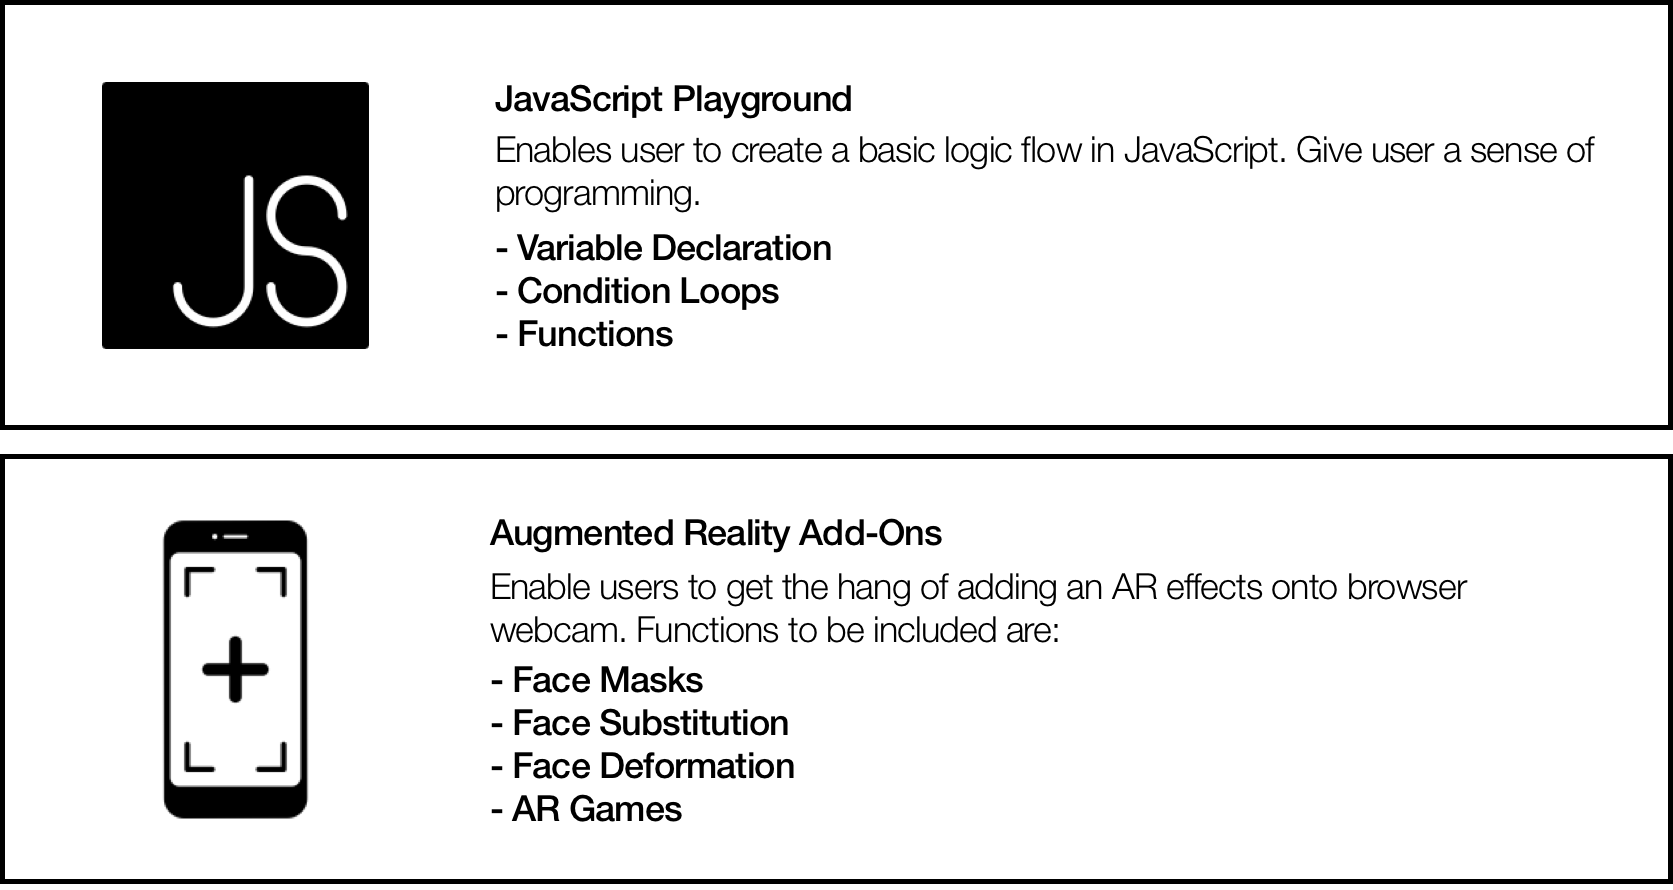 JS
JavaScript Playground
Enables user to create a basic logic flow in JavaScript. Give user a sense of
programming.
- Variable Declaration
- Condition Loops
- Functions
Augmented Reality Add-Ons
Enable users to get the hang of adding an AR effects onto browser
webcam. Functions to be included are:
- Face Masks
- Face Substitution
- Face Deformation
- AR Games